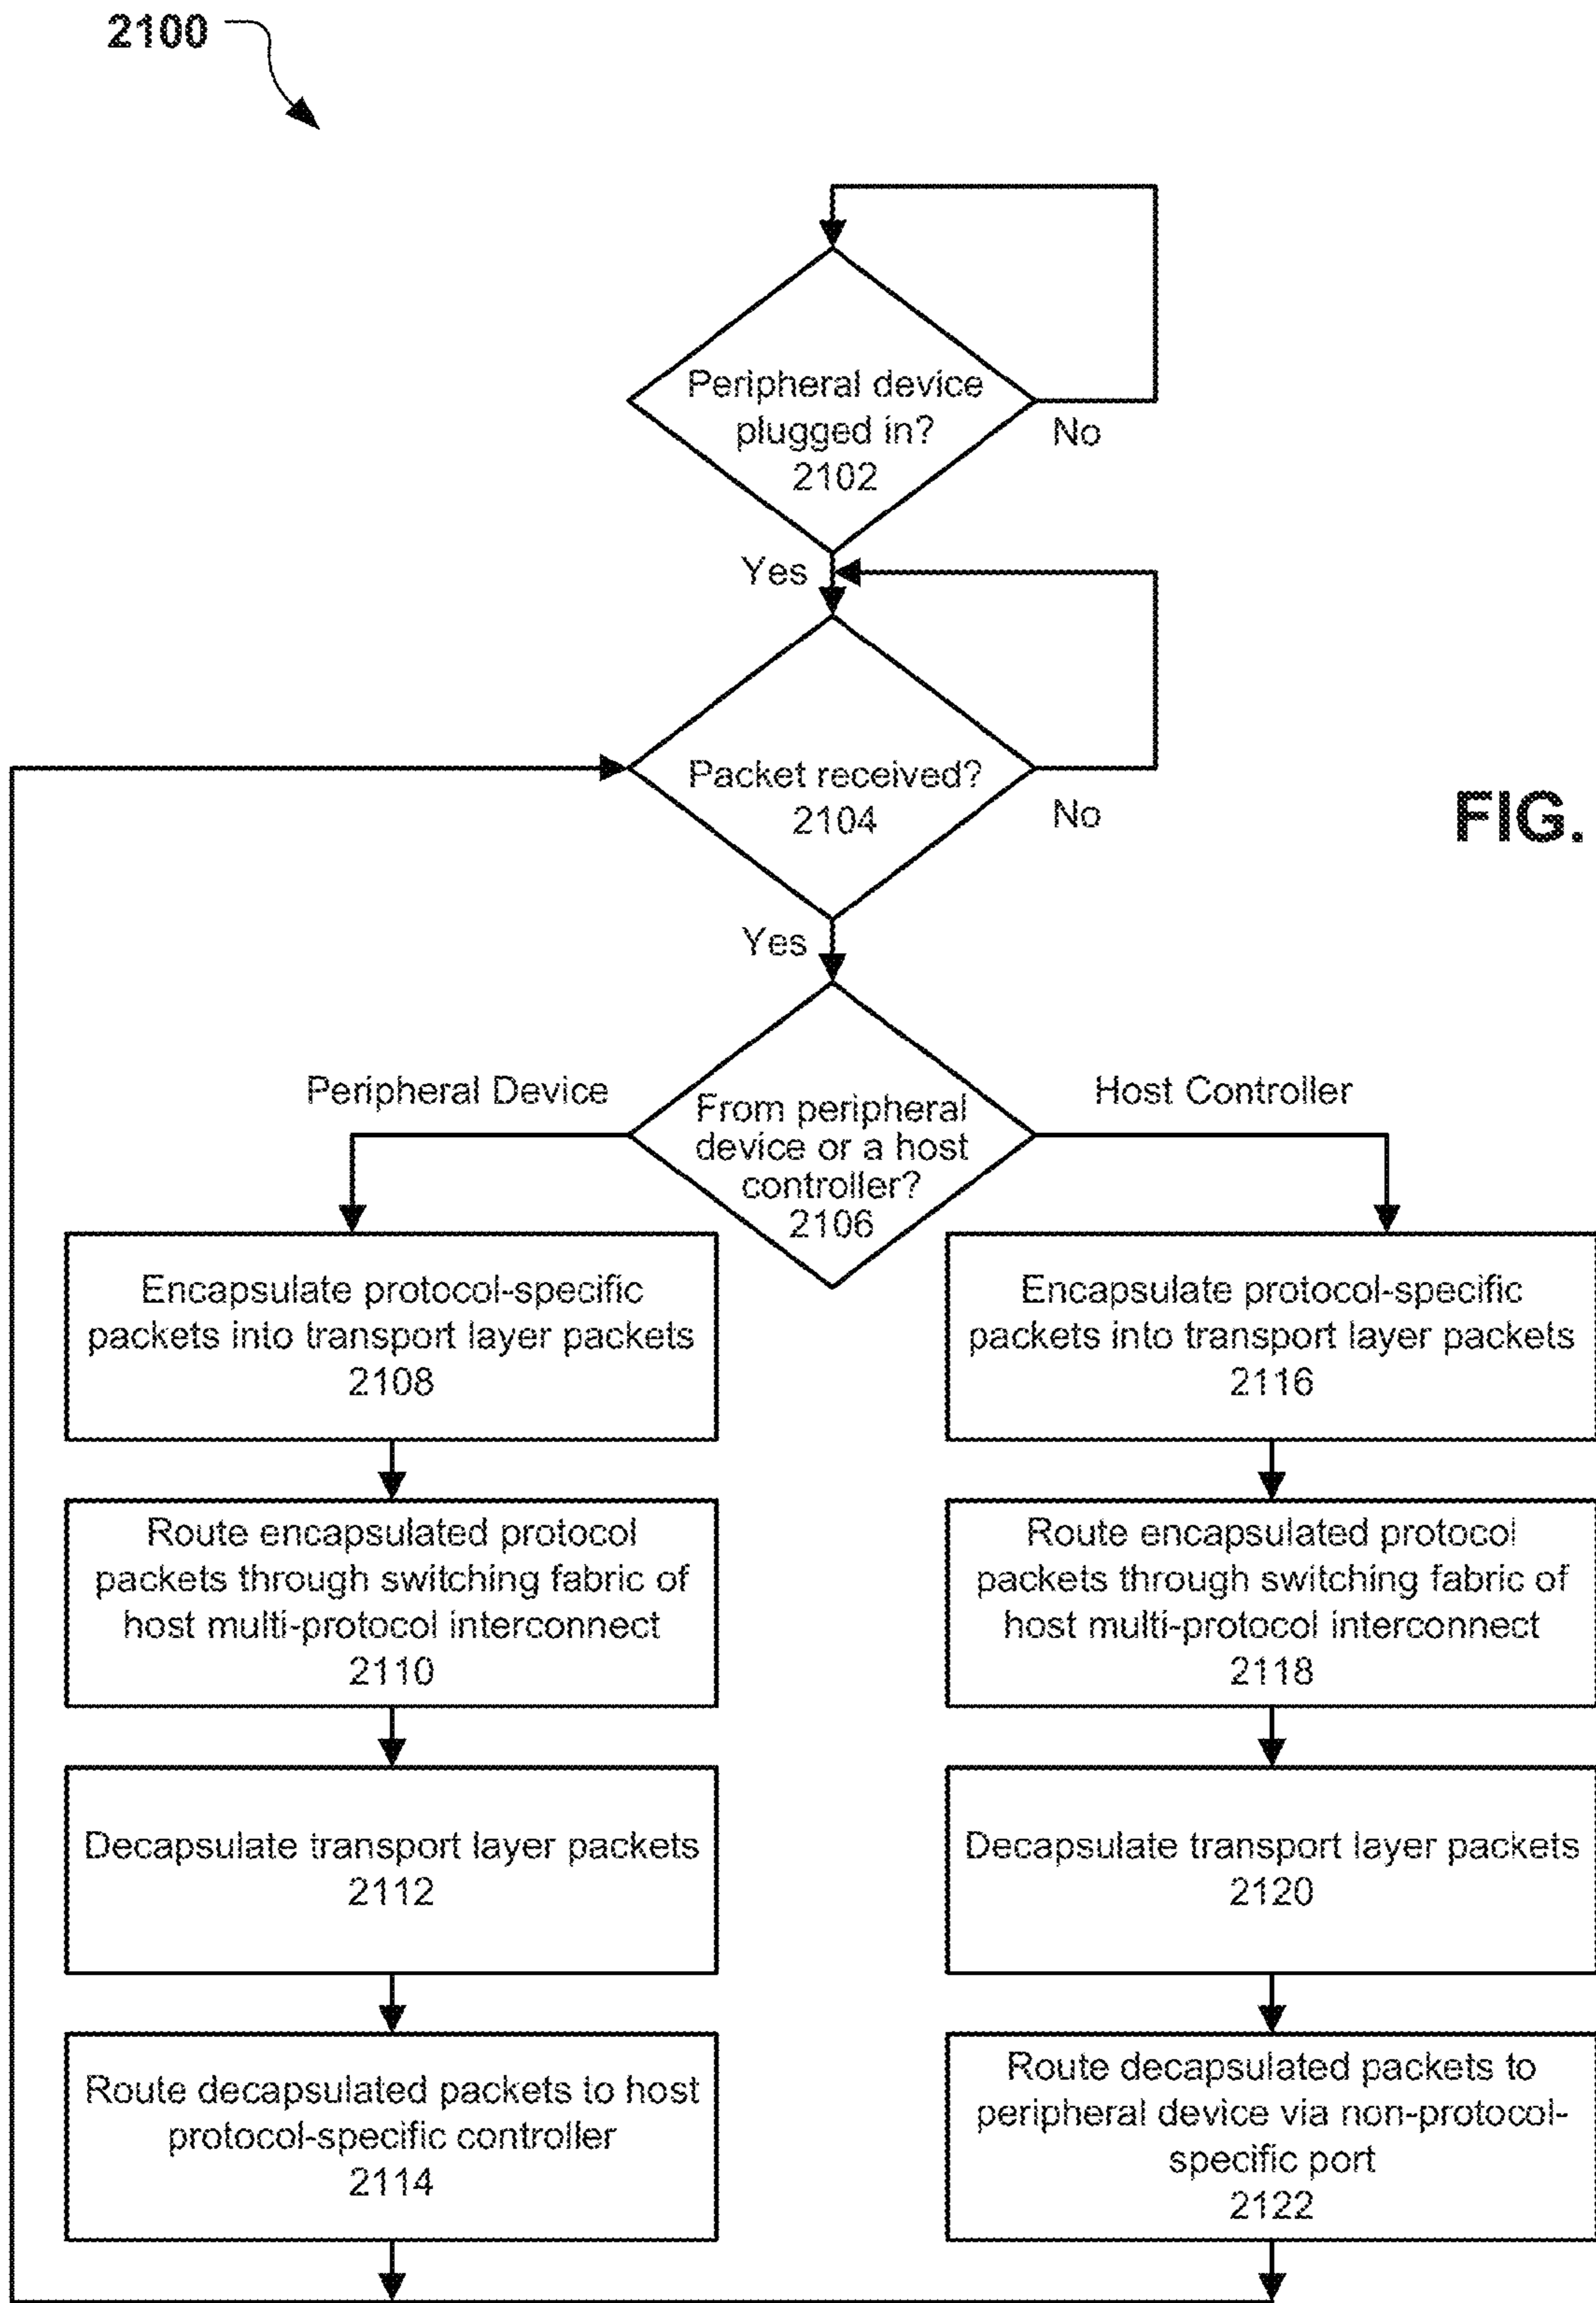 2100
Peripheral device
plugged in?
2102
No
Yes
Packet received?
2104
No
FIG.
Yes
Peripheral Device
Host Controller
From peripheral
device or a host
controller?
2106
Encapsulate protocol-specific
packets into transport layer packets
2108
Encapsulate protocol-specific
packets into transport layer packets
2116
Route encapsulated protocol
packets through switching fabric of
host multi-protocol interconnect
2110
Route encapsulated protocol
packets through switching fabric of
host multi-protocol interconnect
2118
Decapsulate transport layer packets
2112
Decapsulate transport layer packets
2120
Route decapsulated packets to host
protocol-specific controller
2114
Route decapsulated packets to
peripheral device via non-protocol-
specific port
2122